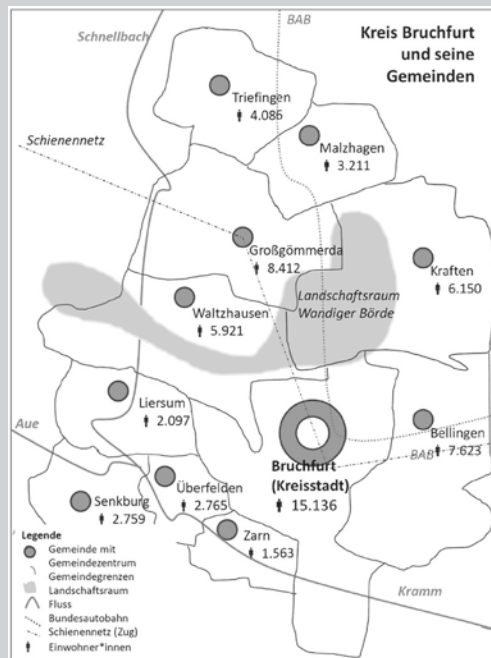 Schnellbach
BAB
Kreis Bruchfurt
und seine
Gemeinden
Triefingen
4.086
Malzhagen
3.211
Schienennetz
Großgömmerda
8.412
Kraften
6.150
Landschaftsraum
Wandiger Börde
Waltzhausen
5.921
Liersum
2.097
Aue
Bellingen
7.623
BAB
Bruchfurt
(Kreisstadt)
15.136
Überfelden
2.765
Senkburg
2.759
Zarn
1.563
Kramm
Legende
Gemeinde mit
Gemeindezentrum
Gemeindegrenzen
Landschaftsraum
Fluss
Bundesautobahn
Schienennetz (Zug)
Einwohner*innen